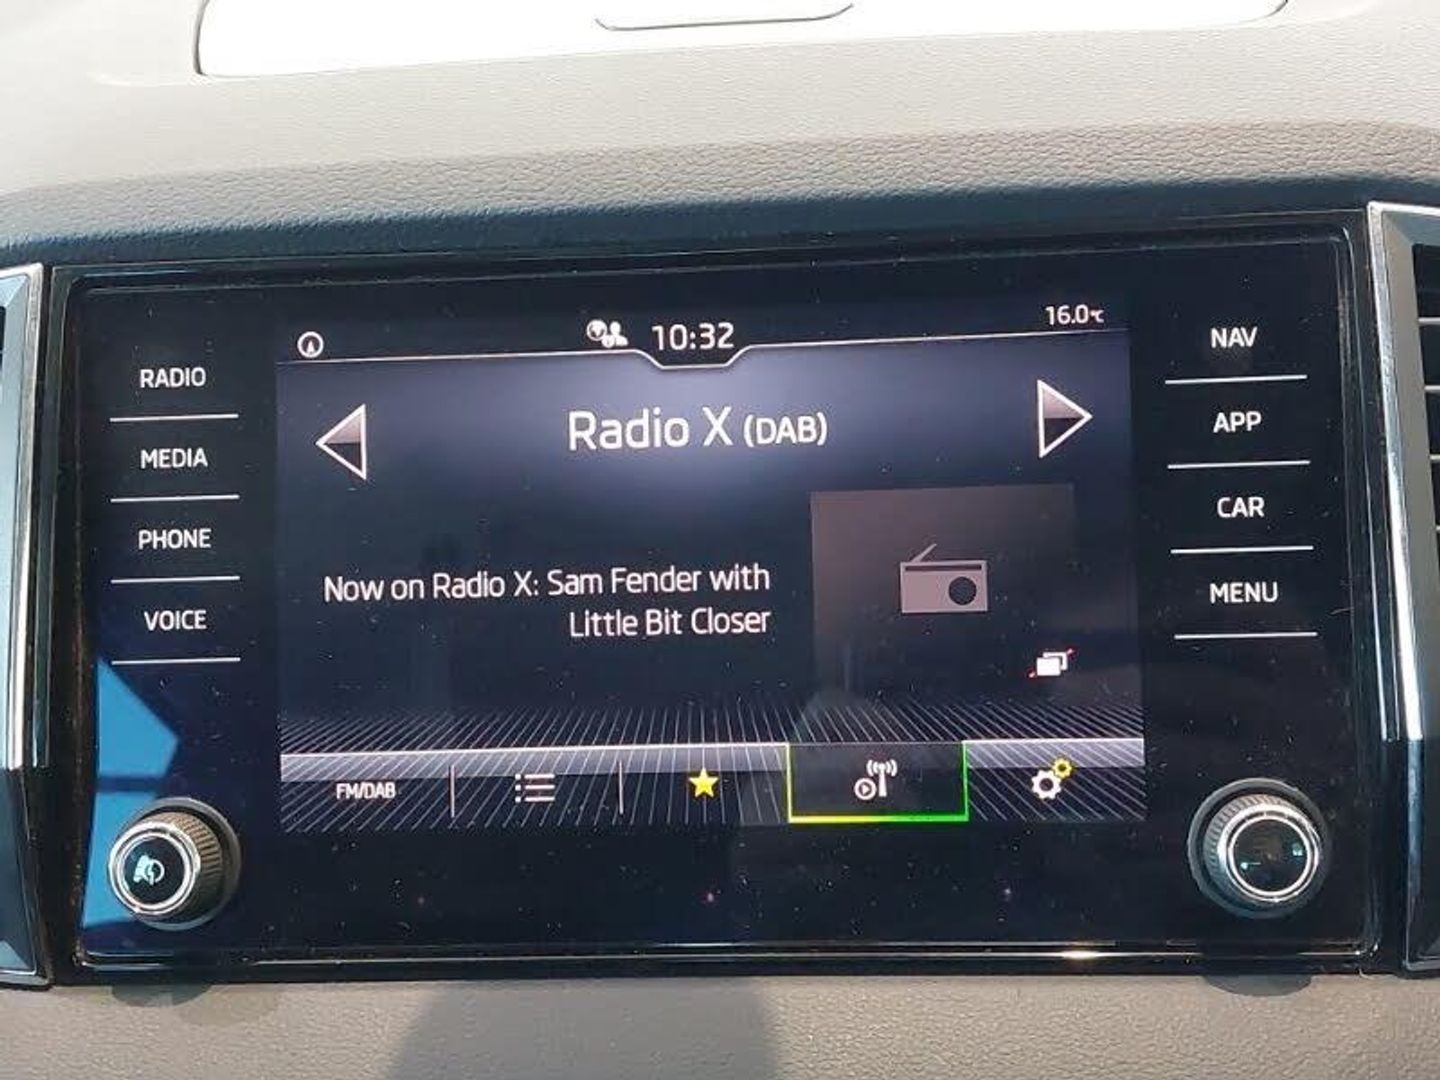 10:32
16.0°C
RADIO
MEDIA
PHONE
VOICE
Radio X (DAB)
Now on Radio X: Sam Fender with
Little Bit Closer
FM/DAB
NAV
APP
CAR
MENU